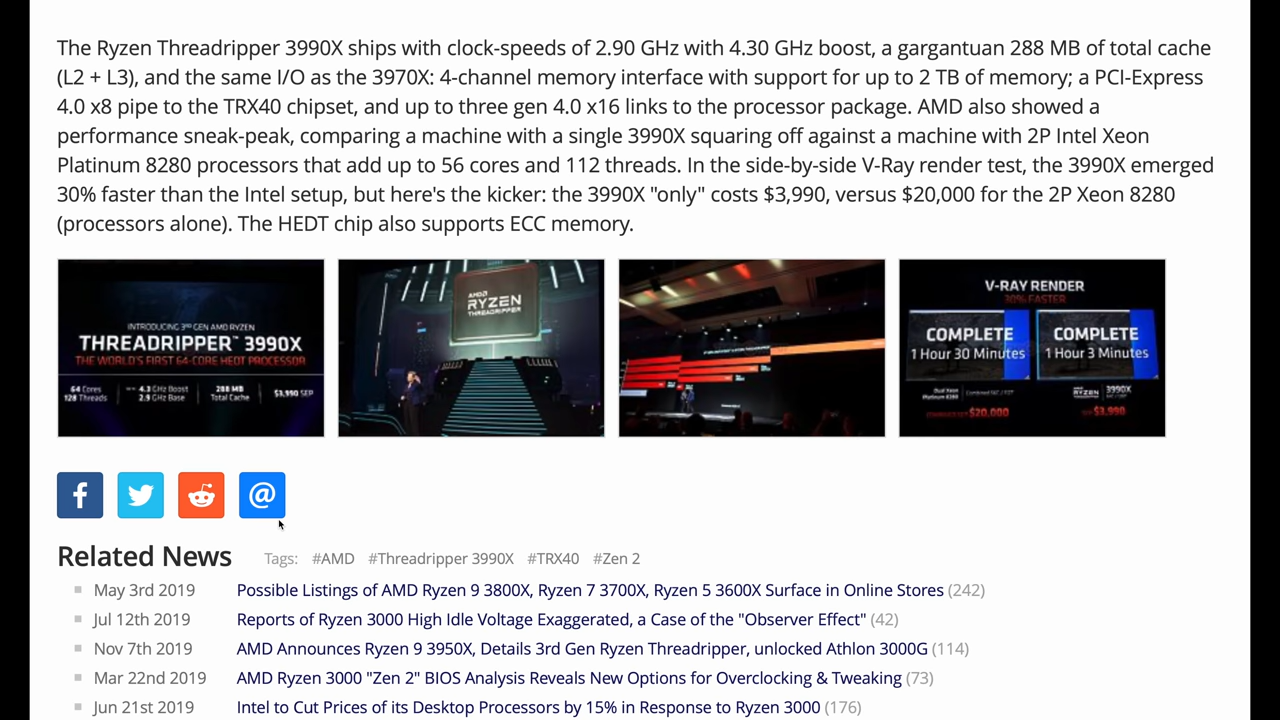 The Ryzen Threadripper 3990X ships with clock-speeds of 2.90 GHz with 4.30 GHz boost, a gargantuan 288 MB of total cache
(L2 + L3), and the same I/O as the 3970X: 4-channel memory interface with support for up to 2 TB of memory; a PCI-Express
4.0 x8 pipe to the TRX40 chipset, and up to three gen 4.0 x16 links to the processor package. AMD also showed a
performance sneak-peak, comparing a machine with a single 3990X squaring off against a machine with 2P Intel Xeon
Platinum 8280 processors that add up to 56 cores and 112 threads. In the side-by-side V-Ray render test, the 3990X emerged
30% faster than the Intel setup, but here's the kicker: the 3990X "only" costs $3,990, versus $20,000 for the 2P Xeon 8280
(processors alone). The HEDT chip also supports ECC memory.
INTRODUCING 3RD GEN AMD RYZEN
THREADRIPPER™ 3990X
THE WORLD'S FIRST 64-CORE HEDT PROCESSOR
64 Cores
128 Threads
4.3 GHz Boost
2.9 GHz Base
288 MB
Total Cache
$3,990 SEP
AMD
RYZEN
THREADRIPPER
V-RAY RENDER
30% FASTER
COMPLETE
1 Hour 30 Minutes
COMPLETE
1 Hour 3 Minutes
Dual Xeon
Platinum 8280
$20,000
RYZEN
3990X
$3,990
f
@
Related News
Tags: #AMD #Threadripper 3990X #TRX40 #Zen 2
May 3rd 2019 Possible Listings of AMD Ryzen 9 3800X, Ryzen 7 3700X, Ryzen 5 3600X Surface in Online Stores (242)
Jul 12th 2019 Reports of Ryzen 3000 High Idle Voltage Exaggerated, a Case of the "Observer Effect" (42)
Nov 7th 2019 AMD Announces Ryzen 9 3950X, Details 3rd Gen Ryzen Threadripper, unlocked Athlon 3000G (114)
Mar 22nd 2019 AMD Ryzen 3000 "Zen 2" BIOS Analysis Reveals New Options for Overclocking & Tweaking (73)
Jun 21st 2019 Intel to Cut Prices of its Desktop Processors by 15% in Response to Ryzen 3000 (176)